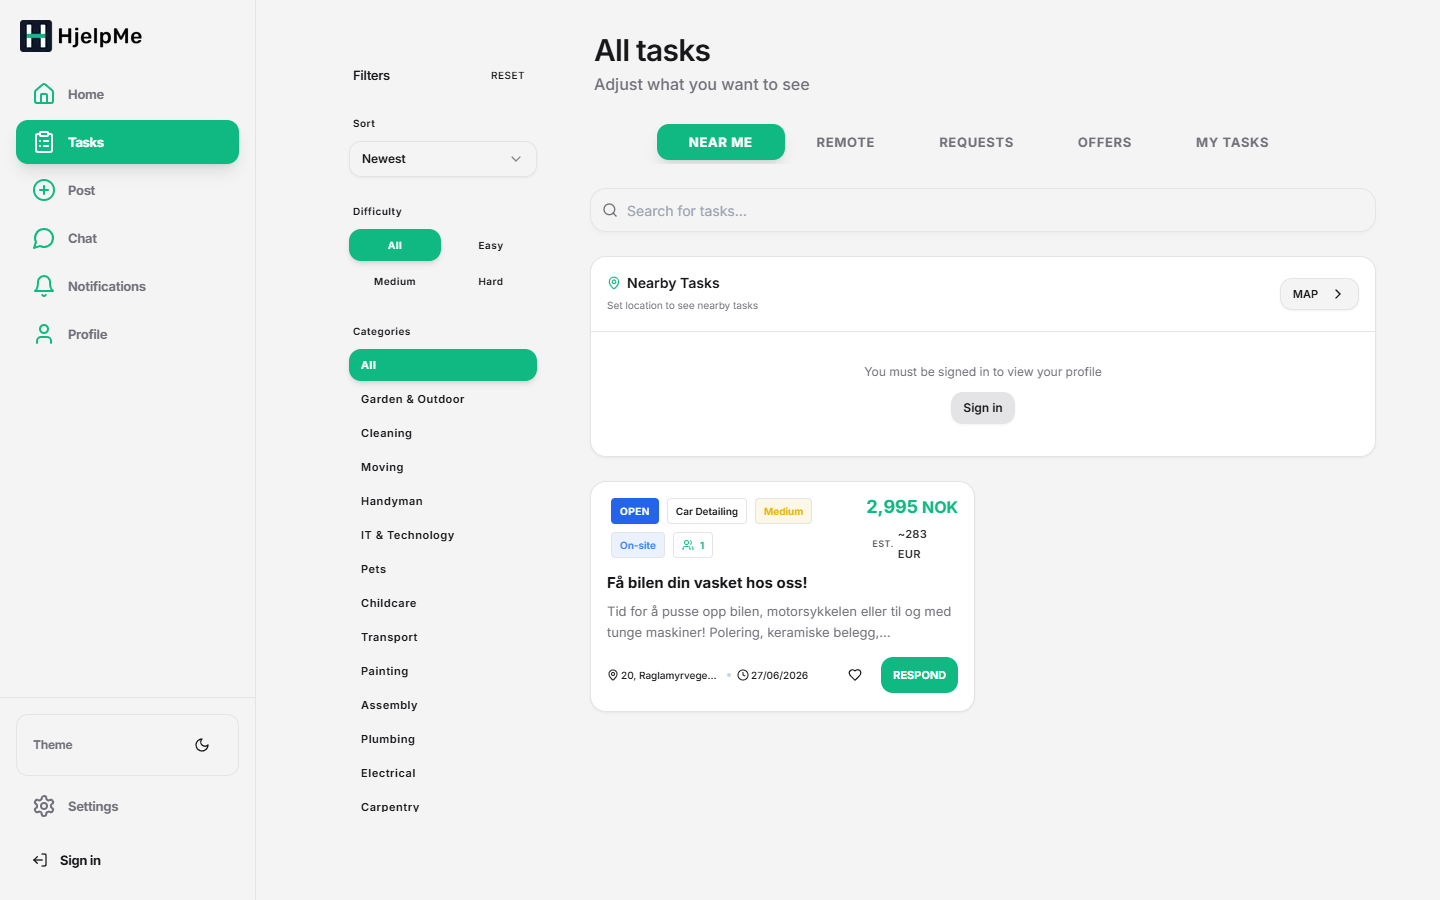 HjelpMe
Home
Tasks
Post
Chat
Notifications
Profile
Theme
Settings
Sign in
Filters
RESET
Sort
Newest
Difficulty
All
Easy
Medium
Hard
Categories
All
Garden & Outdoor
Cleaning
Moving
Handyman
IT & Technology
Pets
Childcare
Transport
Painting
Assembly
Plumbing
Electrical
Carpentry
All tasks
Adjust what you want to see
NEAR ME
REMOTE
REQUESTS
OFFERS
MY TASKS
Search for tasks...
Nearby Tasks
Set location to see nearby tasks
MAP
You must be signed in to view your profile
Sign in
OPEN
Car Detailing
Medium
On-site
1
2,995 NOK
EST.
~283
EUR
Få bilen din vasket hos oss!
Tid for å pusse opp bilen, motorsykkelen eller til og med
tunge maskiner! Polering, keramiske belegg,...
20, Raglamyrvege...
27/06/2026
RESPOND